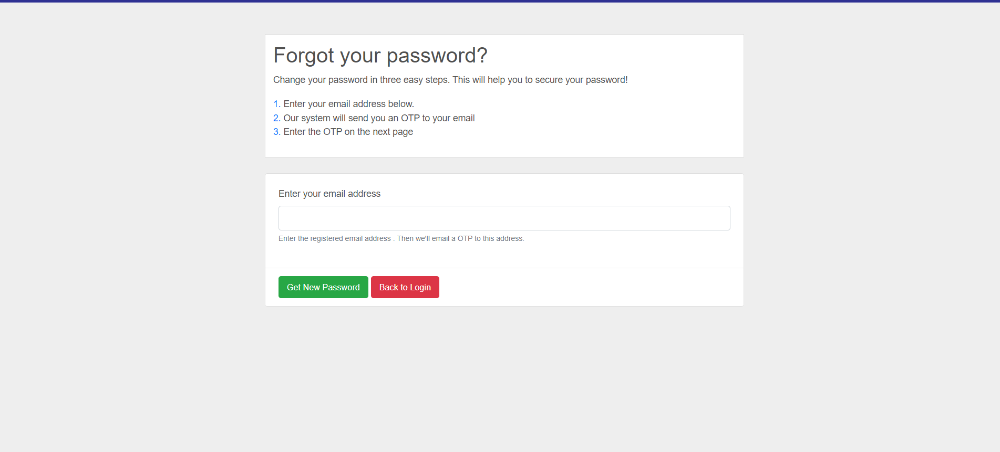 Forgot your password?
Change your password in three easy steps. This will help you to secure your password!
1. Enter your email address below.
2. Our system will send you an OTP to your email
3. Enter the OTP on the next page
Enter your email address
Enter the registered email address . Then we'll email a OTP to this address.
Get New Password Back to Login